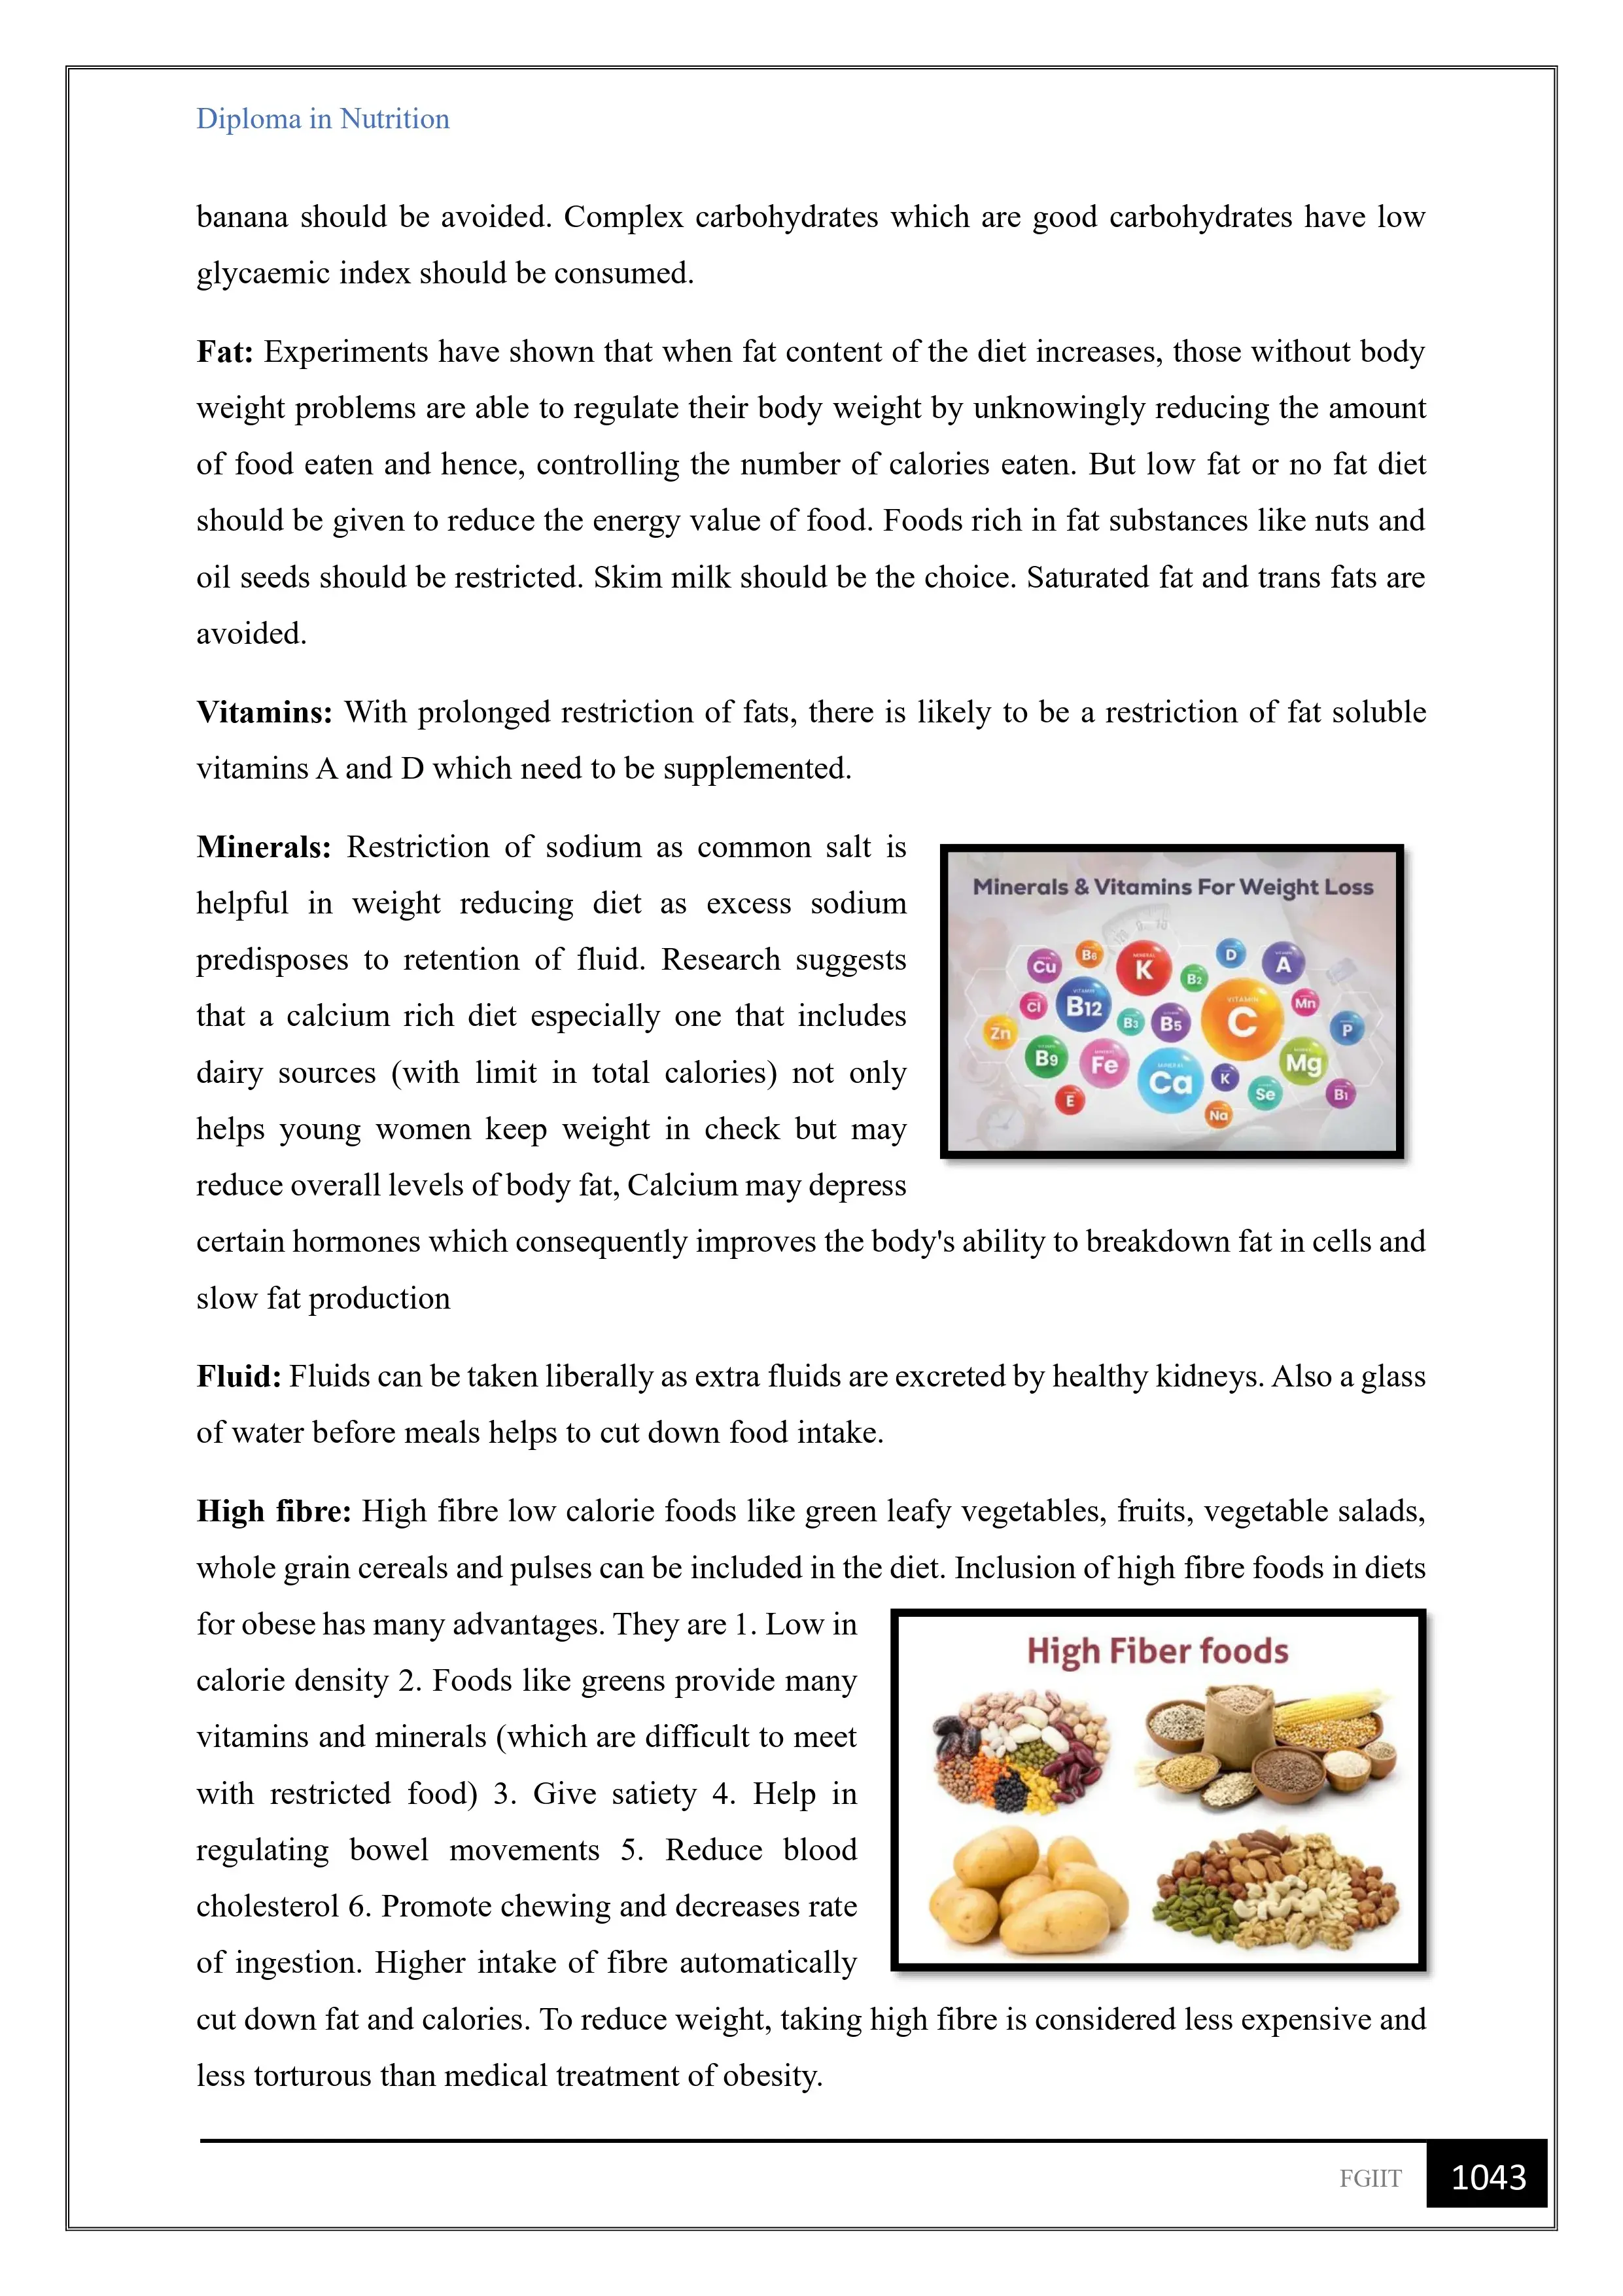 Diploma in Nutrition
banana should be avoided. Complex carbohydrates which are good carbohydrates have low
glycaemic index should be consumed.
Fat: Experiments have shown that when fat content of the diet increases, those without body
weight problems are able to regulate their body weight by unknowingly reducing the amount
of food eaten and hence, controlling the number of calories eaten. But low fat or no fat diet
should be given to reduce the energy value of food. Foods rich in fat substances like nuts and
oil seeds should be restricted. Skim milk should be the choice. Saturated fat and trans fats are
avoided.
Vitamins: With prolonged restriction of fats, there is likely to be a restriction of fat soluble
vitamins A and D which need to be supplemented.
Minerals: Restriction of sodium as common salt is
helpful in weight reducing diet as excess sodium
predisposes to retention of fluid. Research suggests
that a calcium rich diet especially one that includes
dairy sources (with limit in total calories) not only
helps young women keep weight in check but may
reduce overall levels of body fat, Calcium may depress
certain hormones which consequently improves the body's ability to breakdown fat in cells and
slow fat production
Minerals & Vitamins For Weight Loss
Cu
B6
MINERAL
K
B2
D
A
Cl
VITAMIN
B12
B3
B5
VITAMIN
C
Mn
Zn
P
B9
Fe
Ca
K
Mg
E
Se
B1
Na
Fluid: Fluids can be taken liberally as extra fluids are excreted by healthy kidneys. Also a glass
of water before meals helps to cut down food intake.
High fibre: High fibre low calorie foods like green leafy vegetables, fruits, vegetable salads,
whole grain cereals and pulses can be included in the diet. Inclusion of high fibre foods in diets
for obese has many advantages. They are 1. Low in
calorie density 2. Foods like greens provide many
vitamins and minerals (which are difficult to meet
with restricted food) 3. Give satiety 4. Help in
regulating bowel movements 5. Reduce blood
cholesterol 6. Promote chewing and decreases rate
of ingestion. Higher intake of fibre automatically
cut down fat and calories. To reduce weight, taking high fibre is considered less expensive and
less torturous than medical treatment of obesity.
High Fiber foods
FGIIT
1043